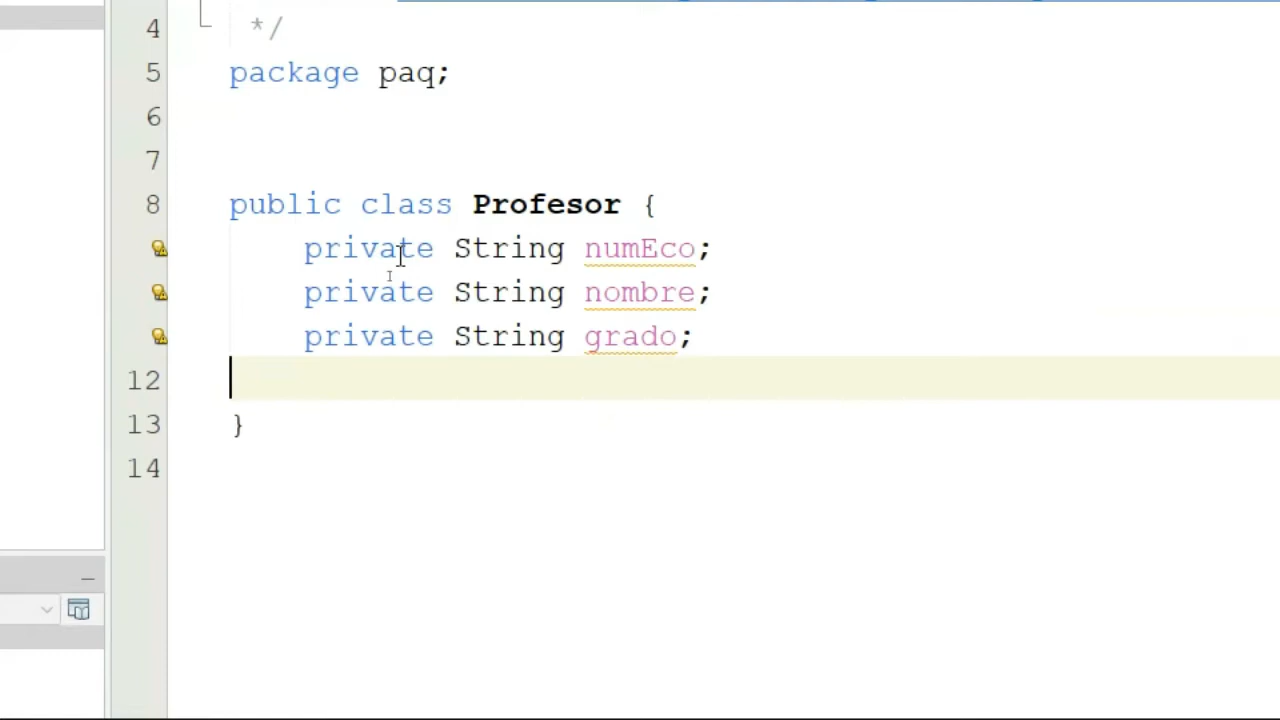 4 */
5 package paq;
6
7
8 public class Profesor {
private String numEco;
private String nombre;
private String grado;
12
13 }
14